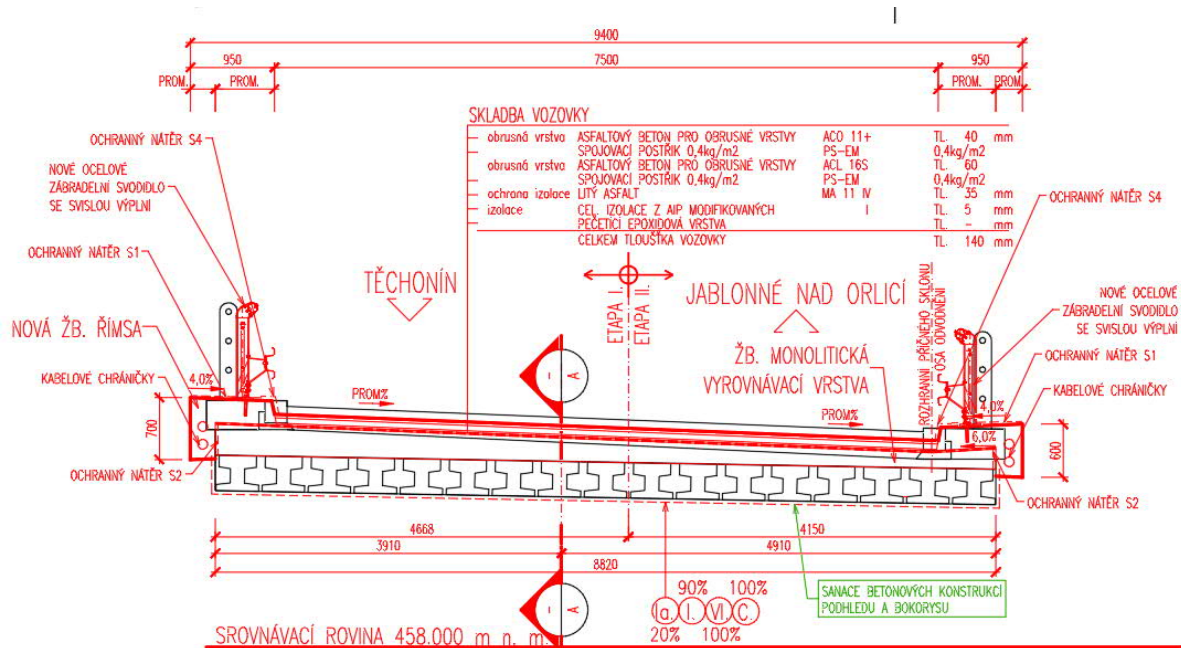 9400
950 7500 950
PROM. PROM. PROM. PROM.
SKLADBA VOZOVKY
obrusná vrstva ASFALTOVÝ BETON PRO OBRUSNÉ VRSTVY ACO 11+ TL. 40 mm
SPOJOVACÍ POSTŘIK 0,4kg/m2 PS-EM 0,4kg/m2
obrusná vrstva ASFALTOVÝ BETON PRO OBRUSNÉ VRSTVY ACL 16S TL. 60
SPOJOVACÍ POSTŘIK 0,4kg/m2 PS-EM 0,4kg/m2
ochrana izolace LITÝ ASFALT MA 11 IV TL. 35 mm
izolace CEL. IZOLACE Z AIP MODIFIKOVANÝCH I TL. 5 mm
PEČETÍCÍ EPOXIDOVÁ VRSTVA TL. - mm
CELKEM TLOUŠŤKA VOZOVKY TL. 140 mm
OCHRANNÝ NÁTĚR S4
NOVÉ OCELOVÉ
ZÁBRADELNÍ SVODIDLO
SE SVISLOU VÝPLNÍ
OCHRANNÝ NÁTĚR S1
NOVÁ ŽB. ŘÍMSA
KABELOVÉ CHRÁNIČKY
4,0%
700
OCHRANNÝ NÁTĚR S2
TĚCHONÍN
PROM%
ETAPA I.
ETAPA II.
JABLONNÉ NAD ORLICÍ
ŽB. MONOLITICKÁ
VYROVNÁVACÍ VRSTVA
PROM%
ROZHRANNÍ PŘÍČNÉHO SKLONU
OSA ODVODNĚNÍ
OCHRANNÝ NÁTĚR S4
NOVÉ OCELOVÉ
ZÁBRADELNÍ SVODIDLO
SE SVISLOU VÝPLNÍ
OCHRANNÝ NÁTĚR S1
KABELOVÉ CHRÁNIČKY
4,0%
6,0%
600
OCHRANNÝ NÁTĚR S2
I A
4668 4150
3910 4910
8820
I A
90% 100%
Ia. I. VI. C.
20% 100%
SANACE BETONOVÝCH KONSTRUKCÍ
PODHLEDU A BOKORYSU
SROVNÁVACÍ ROVINA 458.000 m n. m.